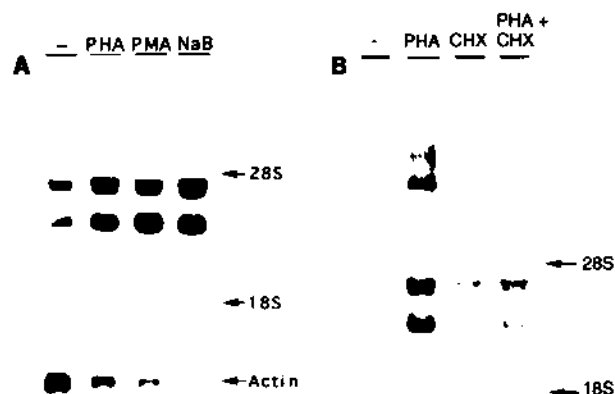 A
- PHA PMA NaB
28S
18S
Actin
B
- PHA CHX PHA + CHX
28S
18S